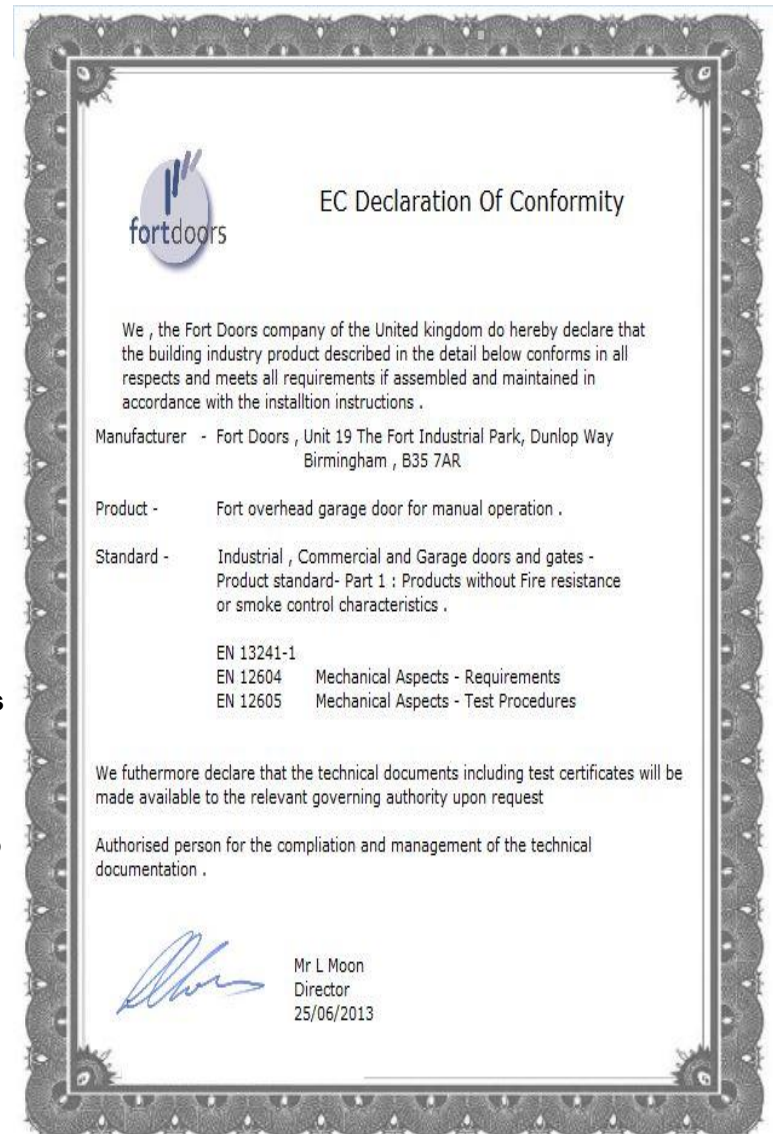 fortdoors
EC Declaration Of Conformity
We , the Fort Doors company of the United kingdom do hereby declare that
the building industry product described in the detail below conforms in all
respects and meets all requirements if assembled and maintained in
accordance with the installtion instructions .
Manufacturer - Fort Doors , Unit 19 The Fort Industrial Park, Dunlop Way
Birmingham , B35 7AR
Product - Fort overhead garage door for manual operation .
Standard - Industrial , Commercial and Garage doors and gates -
Product standard- Part 1 : Products without Fire resistance
or smoke control characteristics .
EN 13241-1
EN 12604 Mechanical Aspects - Requirements
EN 12605 Mechanical Aspects - Test Procedures
We futhermore declare that the technical documents including test certificates will be
made available to the relevant governing authority upon request
Authorised person for the compliation and management of the technical
documentation .
Mr L Moon
Director
25/06/2013